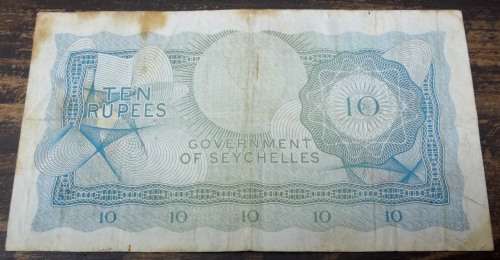 TEN
RUPEES
10
GOVERNMENT
OF SEYCHELLES
10 10 10 10 10